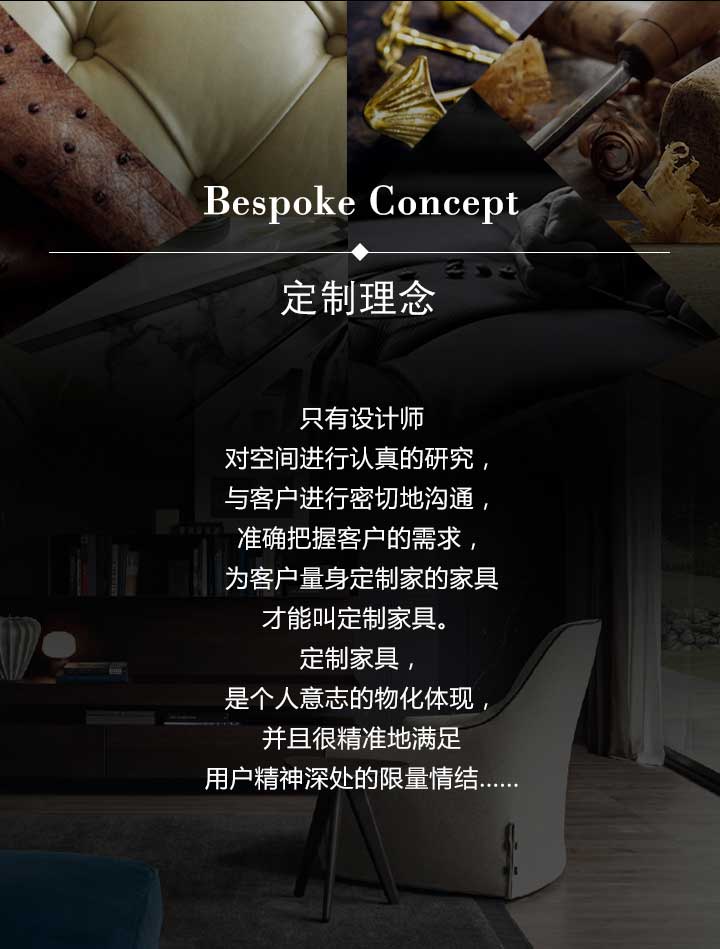 Bespoke Concept
定制理念
只有设计师
对空间进行认真的研究，
与客户进行密切地沟通，
准确把握客户的需求，
为客户量身定制家的家具
才能叫定制家具。
定制家具，
是个人意志的物化体现，
并且很精准地满足
用户精神深处的限量情结......